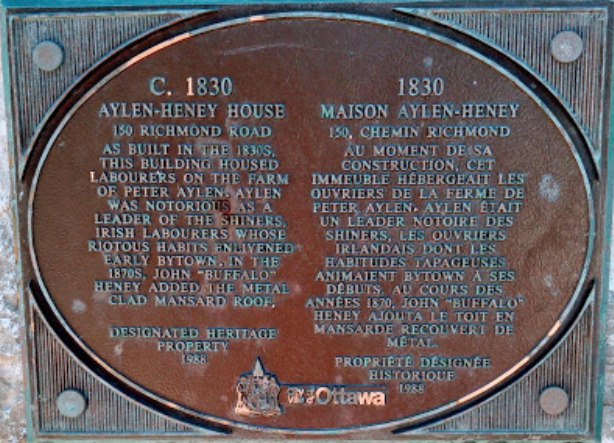 C. 1830
AYLEN-HENEY HOUSE
150 RICHMOND ROAD
AS BUILT IN THE 1830S,
THIS BUILDING HOUSED
LABOURERS ON THE FARM
OF PETER AYLEN. AYLEN
WAS NOTORIOUS AS A
LEADER OF THE SHINERS,
IRISH LABOURERS WHOSE
RIOTOUS HABITS ENLIVENED
EARLY BYTOWN. IN THE
1870S, JOHN "BUFFALO"
HENEY ADDED THE METAL
CLAD MANSARD ROOF.
DESIGNATED HERITAGE
PROPERTY
1988
1830
MAISON AYLEN-HENEY
150, CHEMIN RICHMOND
AU MOMENT DE SA
CONSTRUCTION, CET
IMMEUBLE HÉBERGEAIT LES
OUVRIERS DE LA FERME DE
PETER AYLEN. AYLEN ÉTAIT
UN LEADER NOTOIRE DES
SHINERS, LES OUVRIERS
IRLANDAIS DONT LES
HABITUDES TAPAGEUSES
ANIMAIENT BYTOWN À SES
DÉBUTS. AU COURS DES
ANNÉES 1870, JOHN "BUFFALO"
HENEY AJOUTA LE TOIT EN
MANSARDE RECOUVERT DE
MÉTAL.
PROPRIÉTÉ DÉSIGNÉE
HISTORIQUE
1988
Ottawa